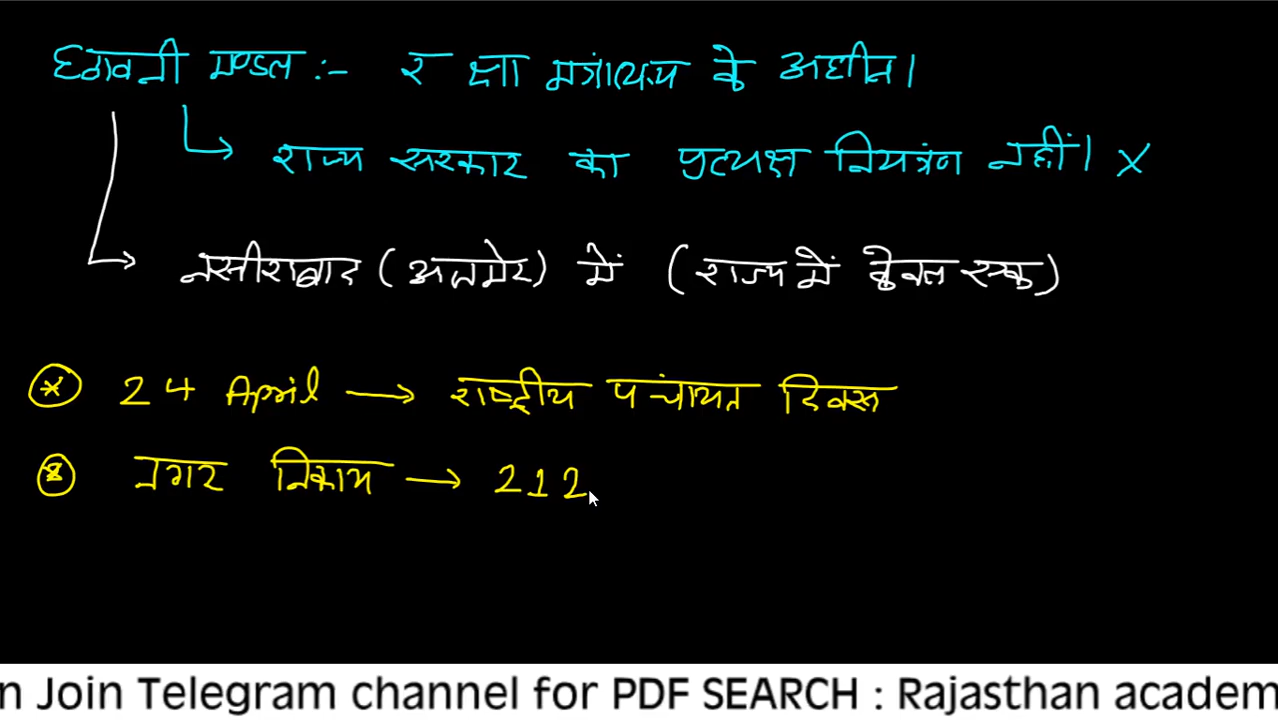 छावनी मण्डल :- रक्षा मंत्रालय के अधीन।
राज्य सरकार का प्रत्यक्ष नियंत्रण नहीं। X
नसीराबाद (अजमेर) में (राज्य में केवल एक)
* 24 April → राष्ट्रीय पंचायत दिवस
* नगर निकाय → 212
n Join Telegram channel for PDF SEARCH : Rajasthan academ